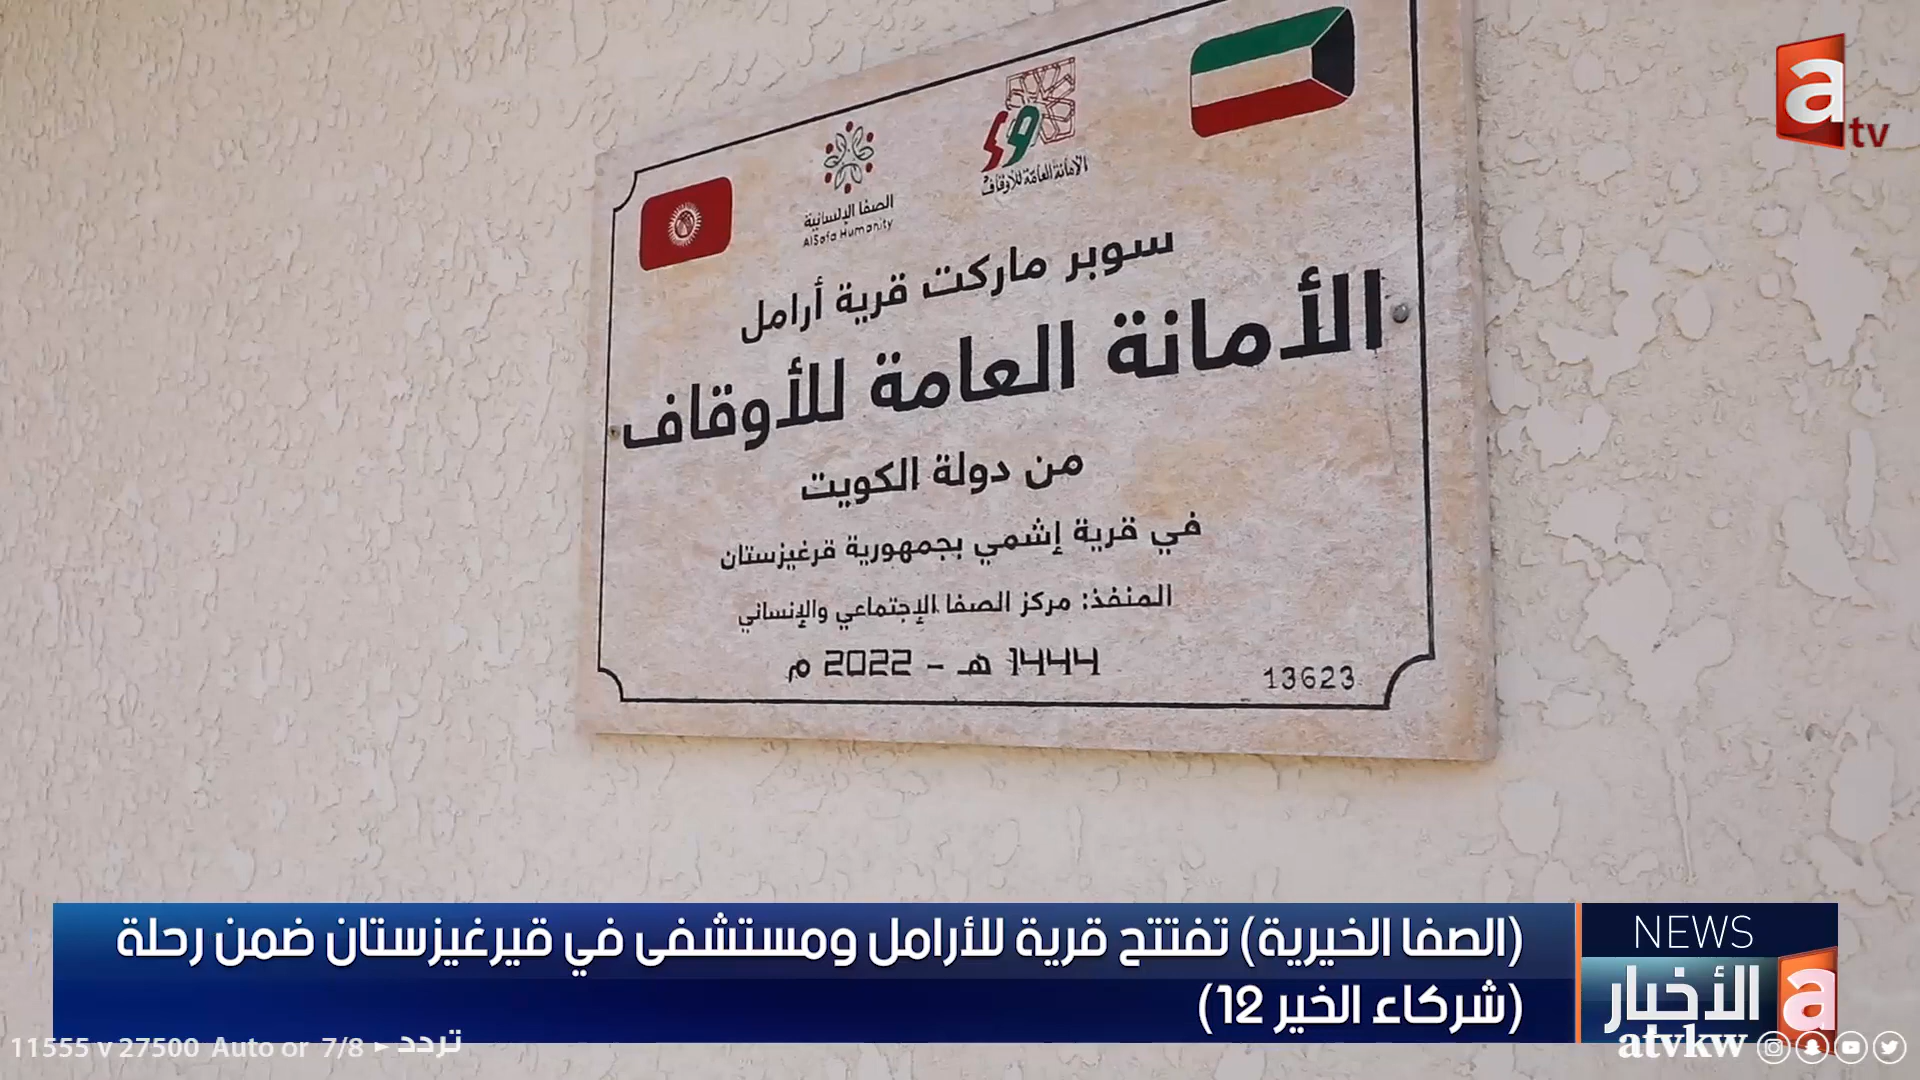 a tv
الأمانة العامة للأوقاف
الصفا الإنسانية
AlSafa Humanity
سوبر ماركت قرية أرامل
الأمانة العامة للأوقاف
من دولة الكويت
في قرية إشمي بجمهورية قرغيزستان
المنفذ: مركز الصفا الإجتماعي والإنساني
1444 هـ - 2022 م
13623
(الصفا الخيرية) تفتتح قرية للأرامل ومستشفى في قيرغيزستان ضمن رحلة
(شركاء الخير 12)
NEWS
الأخبار a
atvkw
تردد ► 11555 v 27500 Auto or 7/8